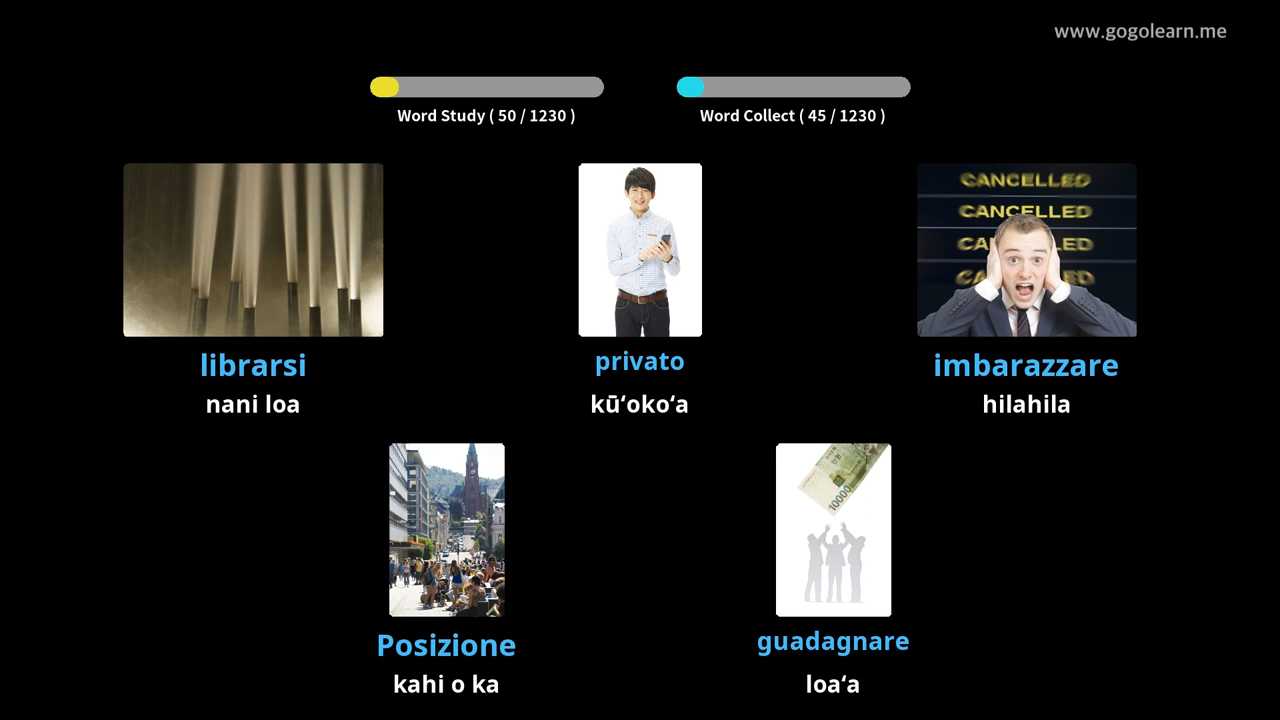 www.gogolearn.me
Word Study ( 50 / 1230 )
Word Collect ( 45 / 1230 )
CANCELLED
CANCELLED
librarsi
nani loa
privato
kūʻokoʻa
imbarazzare
hilahila
10000
Posizione
kahi o ka
guadagnare
loaʻa